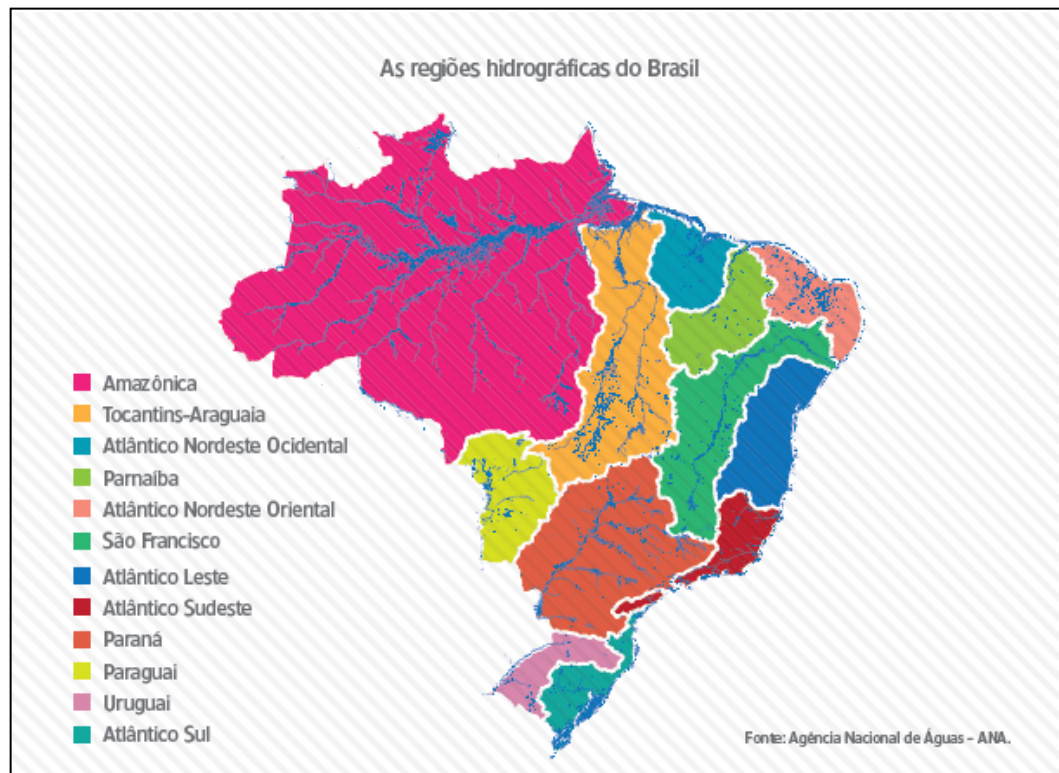 As regiões hidrográficas do Brasil
Amazônica
Tocantins-Araguaia
Atlântico Nordeste Ocidental
Parnaíba
Atlântico Nordeste Oriental
São Francisco
Atlântico Leste
Atlântico Sudeste
Paraná
Paraguai
Uruguai
Atlântico Sul
Fonte: Agência Nacional de Águas – ANA.